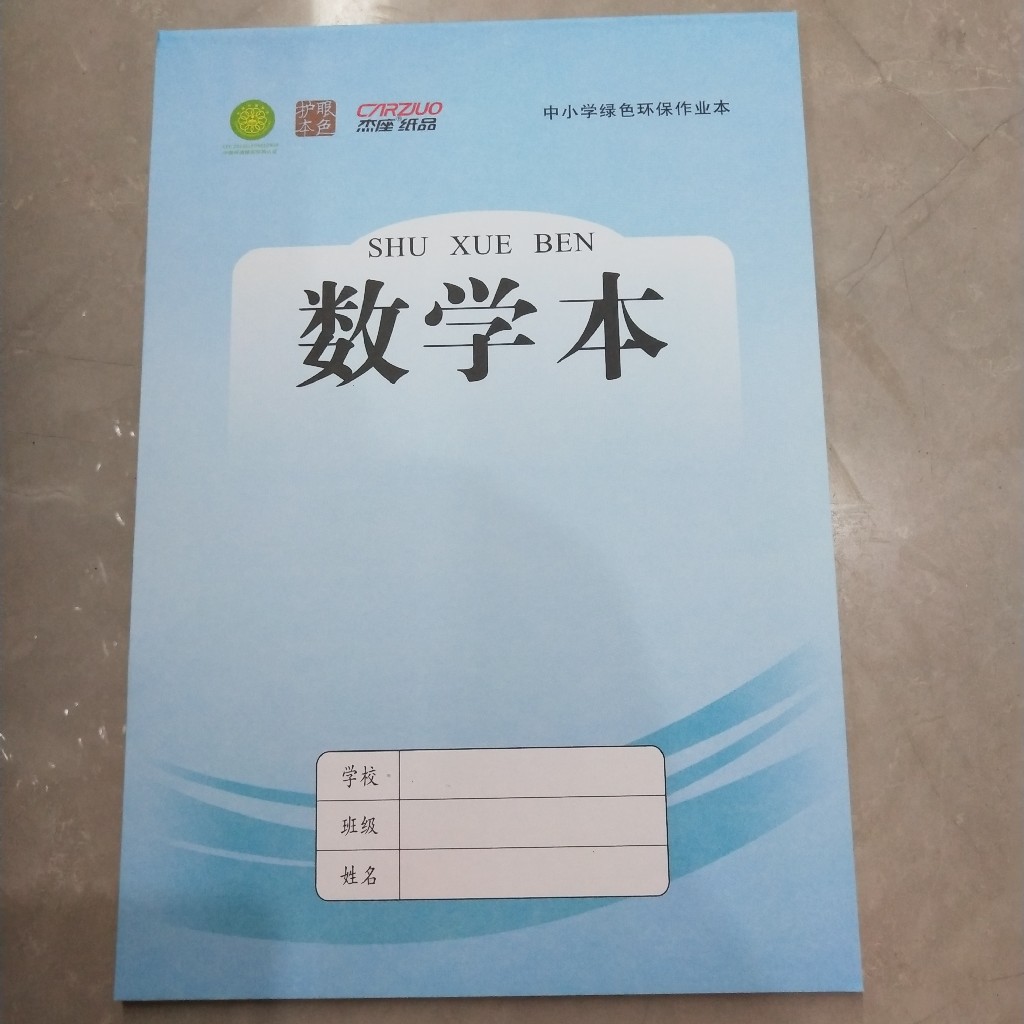 护眼
本色
CARZIUO
杰座 纸品
中小学绿色环保作业本
SHU XUE BEN
数学本
学校
班级
姓名